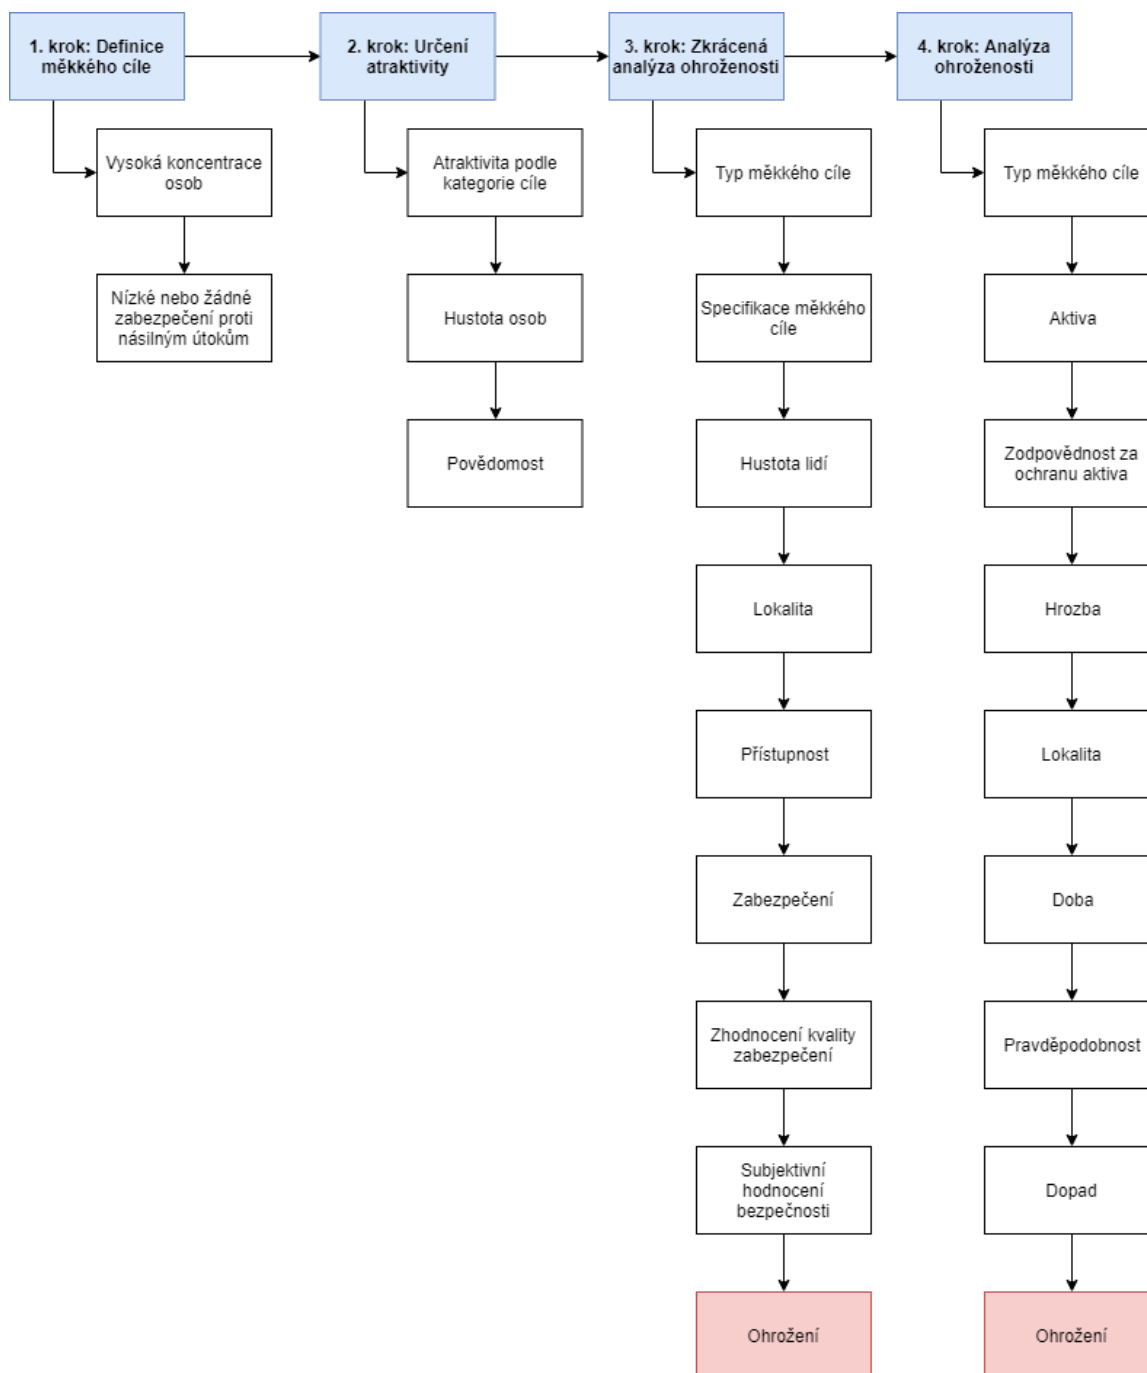 1. krok: Definice
měkkého cíle
2. krok: Určení
atraktivity
3. krok: Zkrácená
analýza ohroženosti
4. krok: Analýza
ohroženosti
Vysoká koncentrace
osob
Nízké nebo žádné
zabezpečení proti
násilným útokům
Atraktivita podle
kategorie cíle
Hustota osob
Povědomost
Typ měkkého cíle
Specifikace měkkého
cíle
Hustota lidí
Lokalita
Přístupnost
Zabezpečení
Zhodnocení kvality
zabezpečení
Subjektivní
hodnocení
bezpečnosti
Ohrožení
Typ měkkého cíle
Aktiva
Zodpovědnost za
ochranu aktiva
Hrozba
Lokalita
Doba
Pravděpodobnost
Dopad
Ohrožení